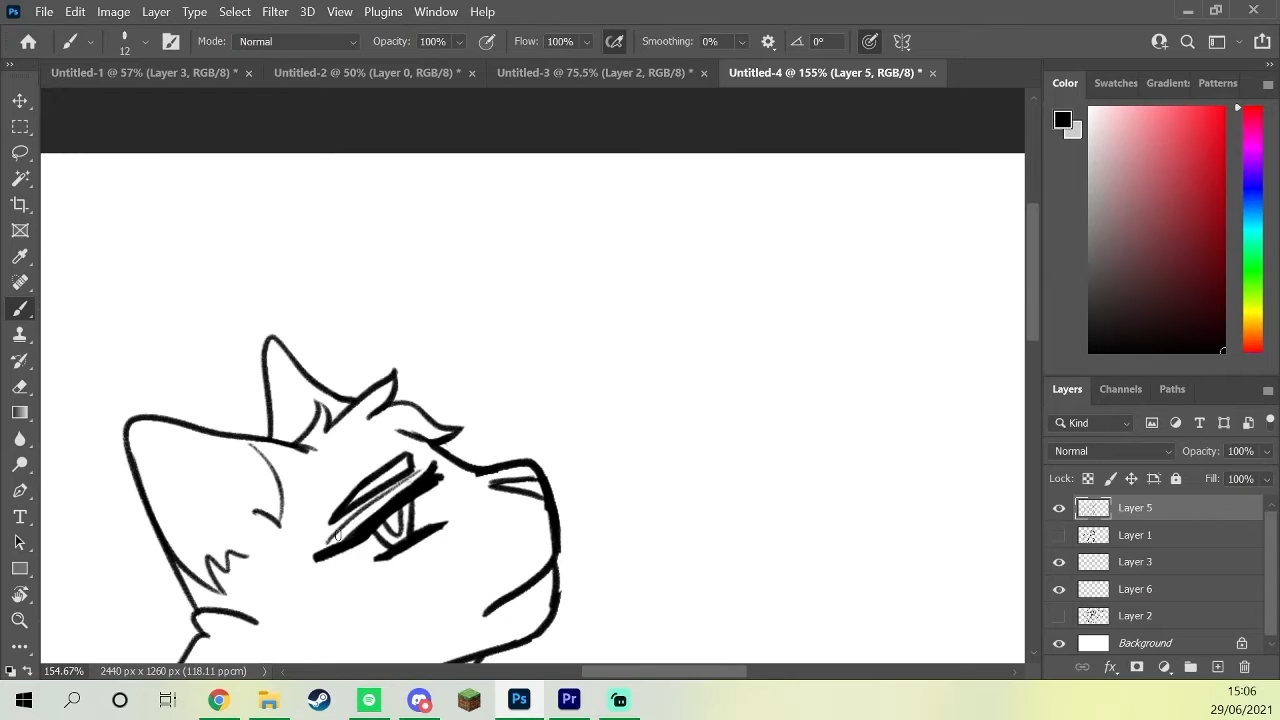 Ps File Edit Image Layer Type Select Filter 3D View Plugins Window Help
12 Mode: Normal Opacity: 100% Flow: 100% Smoothing: 0% 0°
Untitled-1 @ 57% (Layer 3, RGB/8) * × Untitled-2 @ 50% (Layer 0, RGB/8) * × Untitled-3 @ 75.5% (Layer 2, RGB/8) * × Untitled-4 @ 155% (Layer 5, RGB/8) * ×
Color Swatches Gradient Patterns
Layers Channels Paths
Kind
Normal Opacity: 100%
Lock: Fill: 100%
Layer 5
Layer 1
Layer 3
Layer 6
Layer 2
Background
154.67% 2440 px x 1260 px (118.11 ppcm)
Ps Pr
15:06
29/06/2021